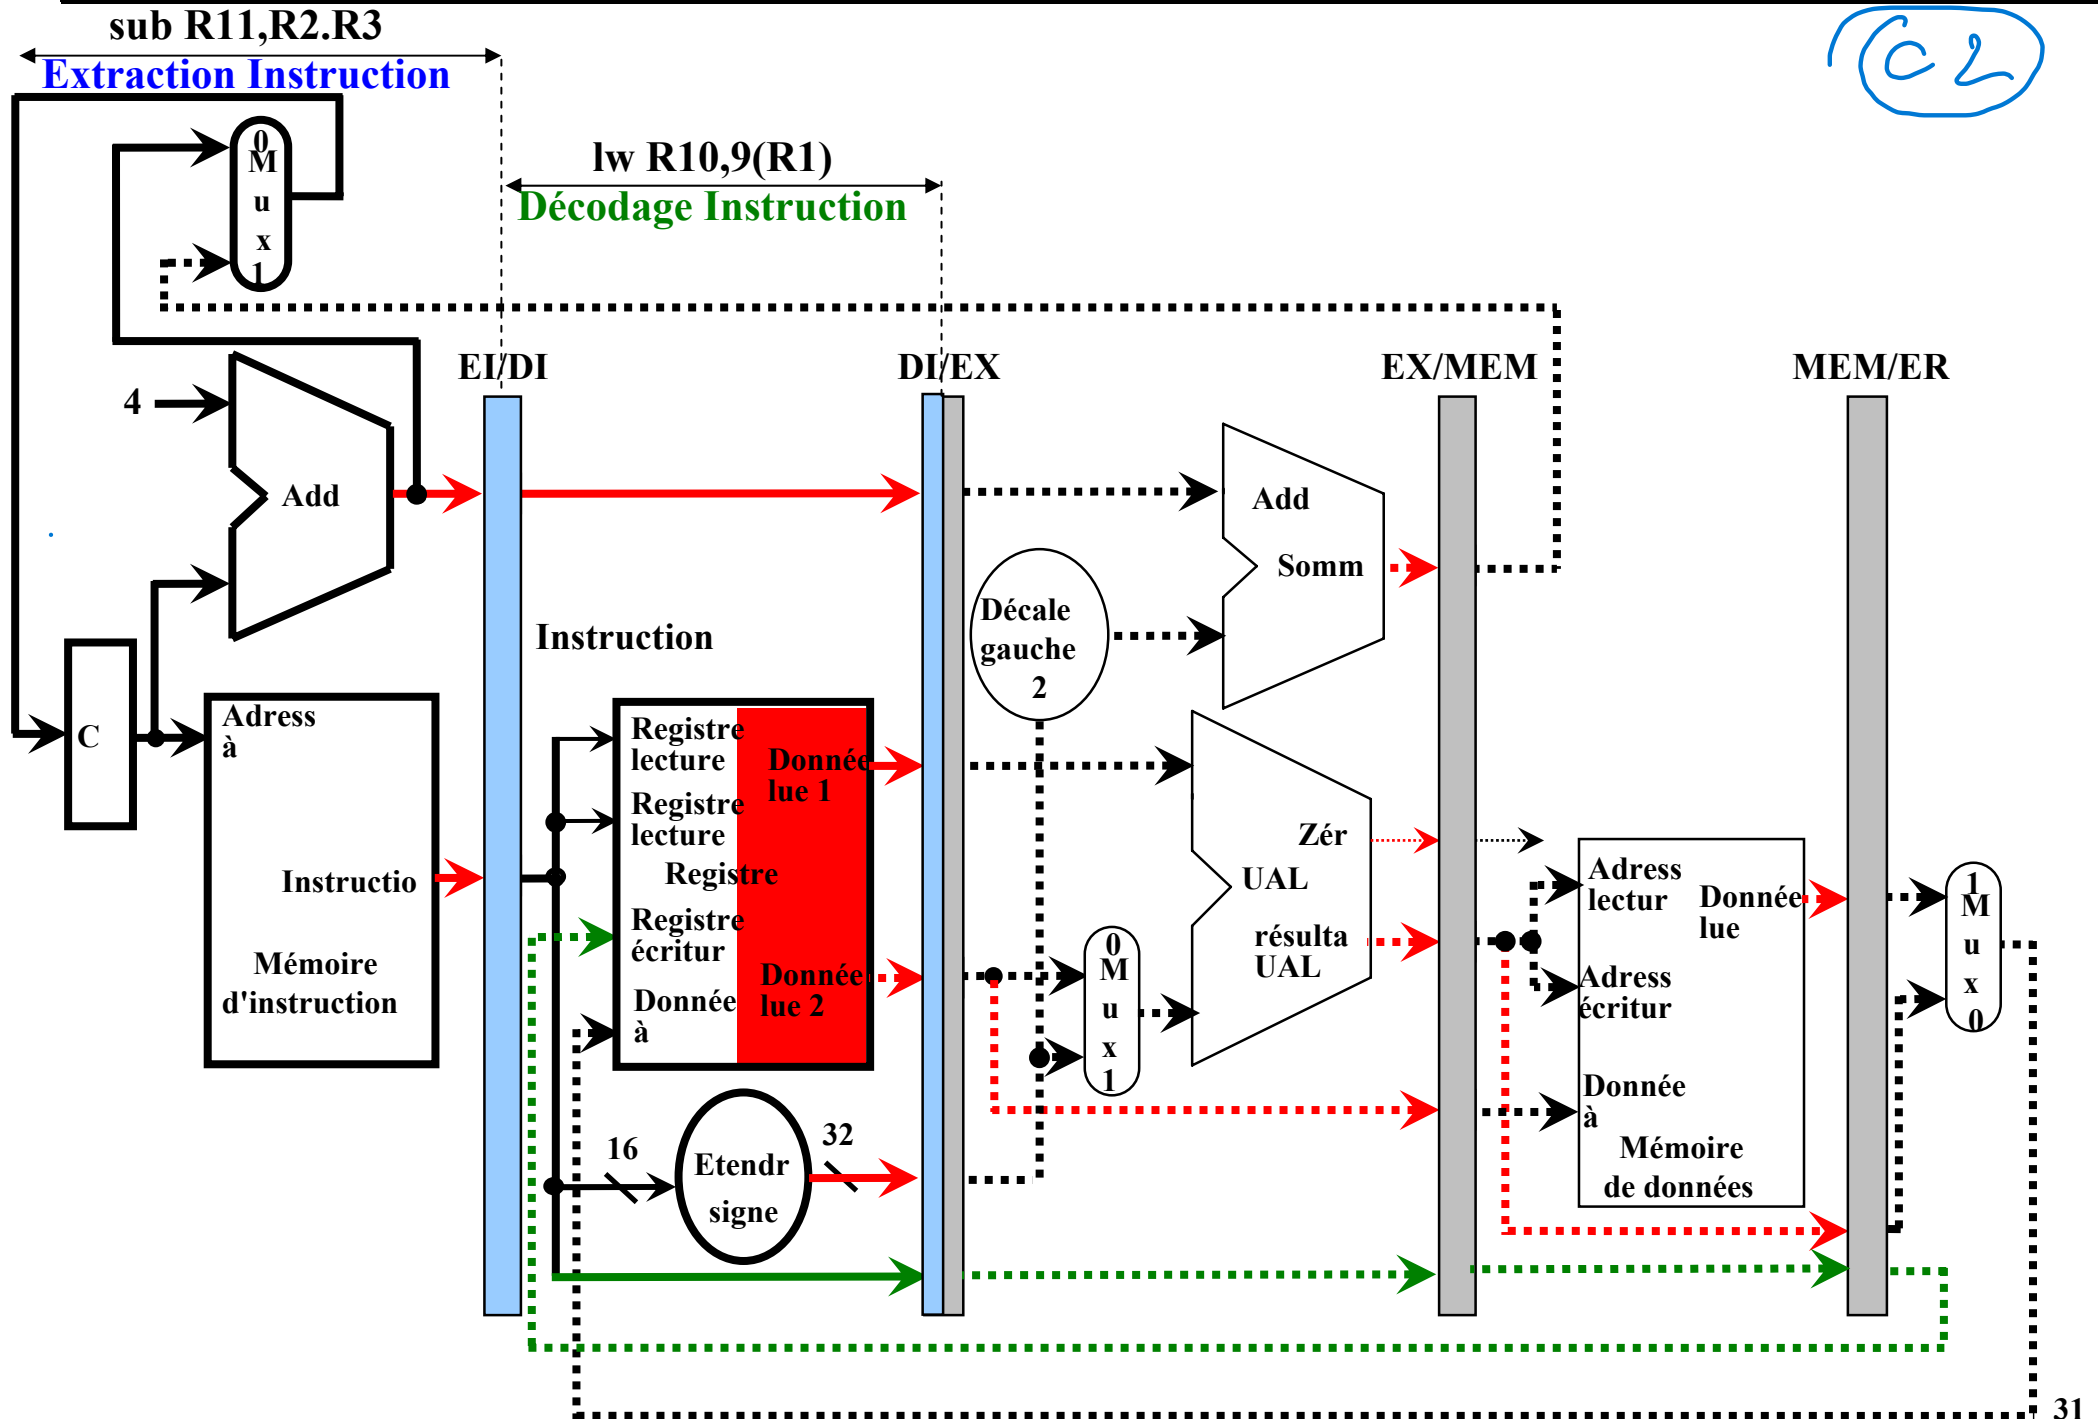 sub R11,R2.R3
Extraction Instruction
C2
lw R10,9(R1)
Décodage Instruction
0
M
u
x
1
EI/DI
DI/EX
EX/MEM
MEM/ER
4
Add
Add
Somm
Décale
gauche
2
Instruction
C
Adress
à
Instructio
Mémoire
d'instruction
Registre
lecture
Registre
lecture
Registre
Registre
écritur
Donnée
à
Donnée
lue 1
Donnée
lue 2
16
Etendr
signe
32
0
M
u
x
1
Zér
UAL
résulta
UAL
Adress
lectur
Donnée
lue
Adress
écritur
Donnée
à
Mémoire
de données
1
M
u
x
0
31